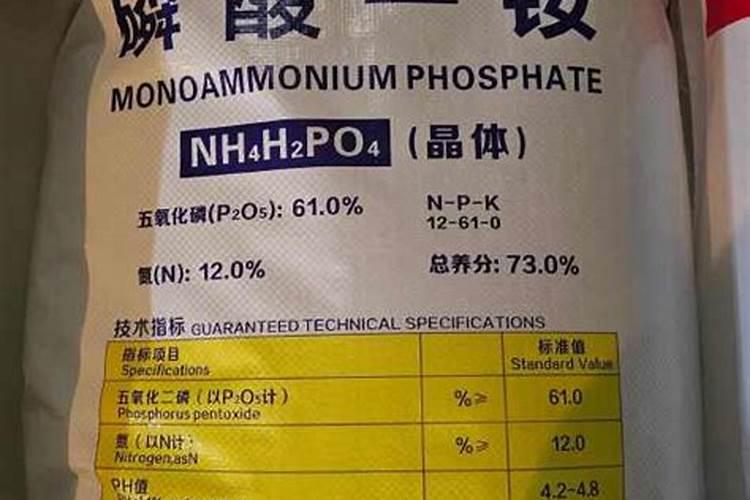 磷酸一铵
MONOAMMONIUM PHOSPHATE
NH₄H₂PO₄ (晶体)
五氧化磷(P₂O₅): 61.0%
N-P-K
12-61-0
氮(N): 12.0%
总养分: 73.0%
技术指标 GUARANTEED TECHNICAL SPECIFICATIONS
指标项目
Specifications
标准值
Standard Value
五氧化二磷(以P₂O₅计)
Phosphorus pentoxide
%≥
61.0
氮(以N计)
Nitrogen,asN
%≥
12.0
PH值
4.2-4.8